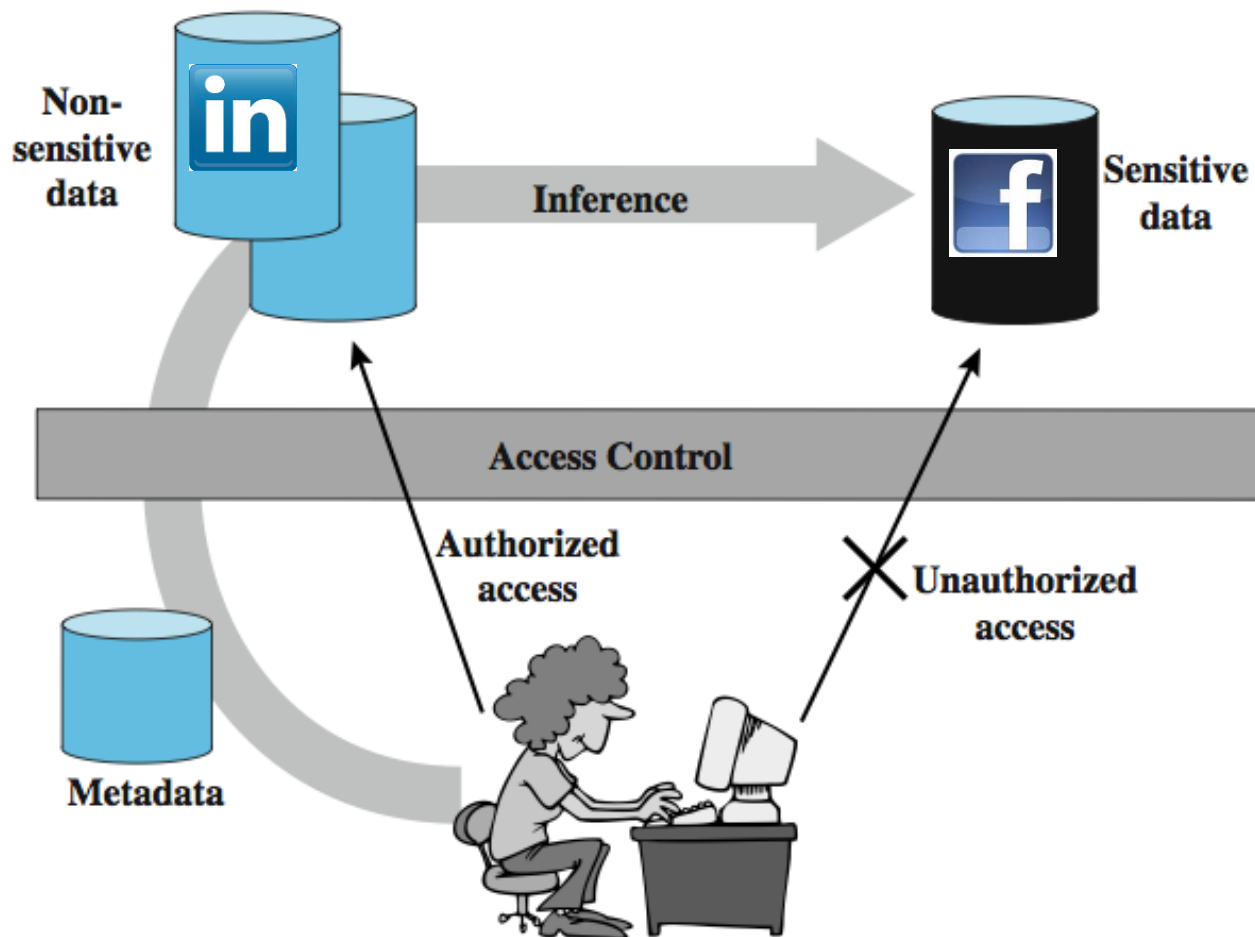 Non-
sensitive
data
in
Inference
f
Sensitive
data
Access Control
Authorized
access
Unauthorized
access
Metadata